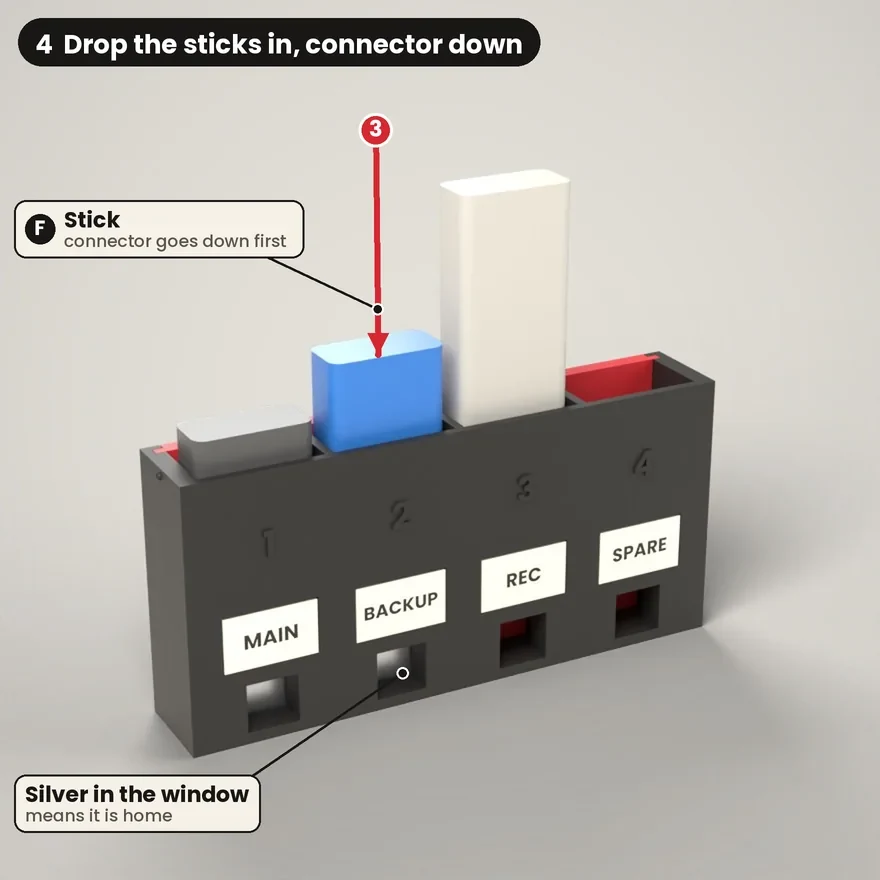 4 Drop the sticks in, connector down
3
F Stick
connector goes down first
1
2
3
4
MAIN
BACKUP
REC
SPARE
Silver in the window
means it is home